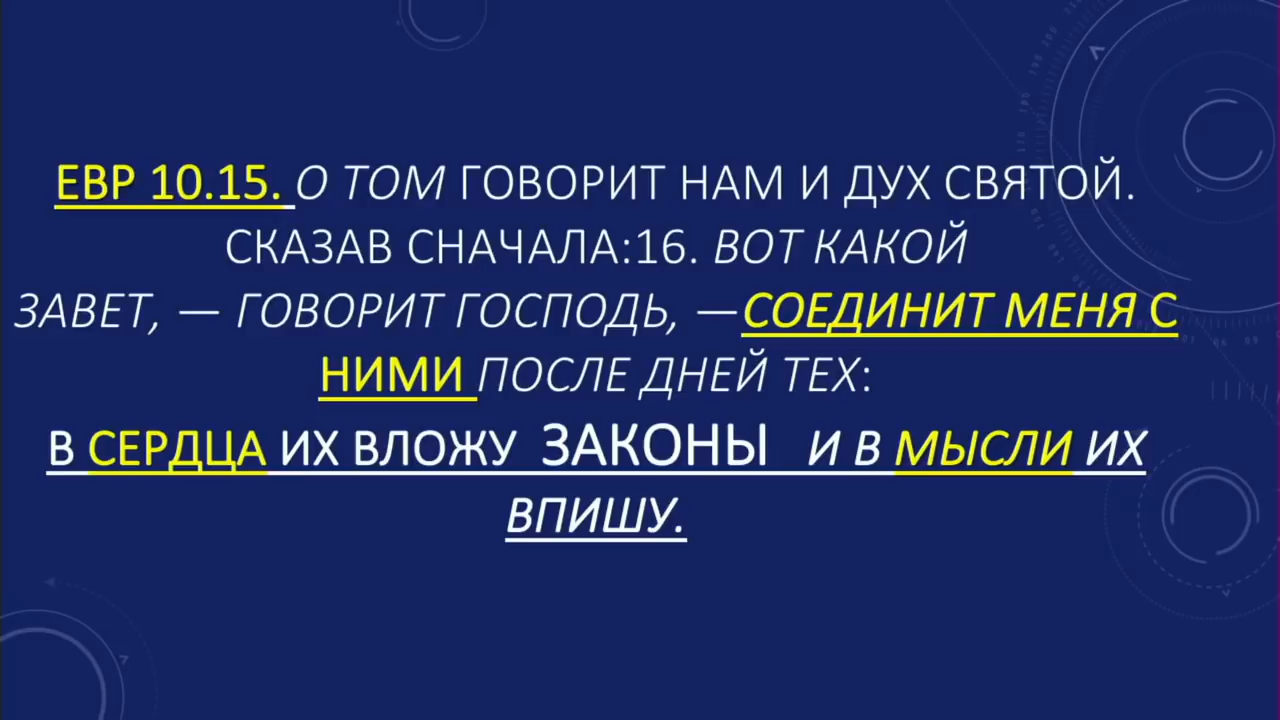 ЕВР 10.15. О ТОМ ГОВОРИТ НАМ И ДУХ СВЯТОЙ.
СКАЗАВ СНАЧАЛА:16. ВОТ КАКОЙ
ЗАВЕТ, — ГОВОРИТ ГОСПОДЬ, —СОЕДИНИТ МЕНЯ С
НИМИ ПОСЛЕ ДНЕЙ ТЕХ:
В СЕРДЦА ИХ ВЛОЖУ ЗАКОНЫ И В МЫСЛИ ИХ
ВПИШУ.